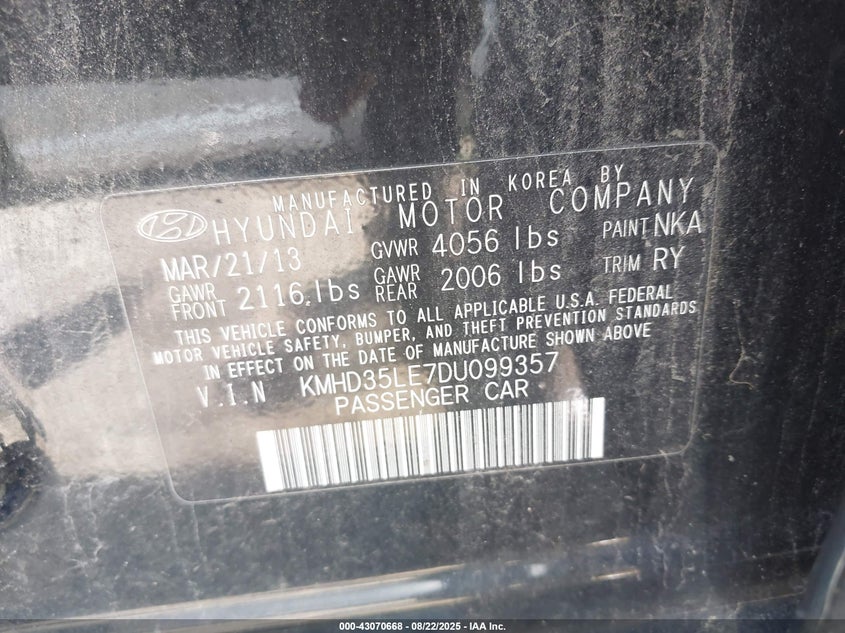 MANUFACTURED IN KOREA BY
HYUNDAI MOTOR COMPANY
MAR/21/13 GVWR 4056 lbs PAINT NKA
GAWR FRONT 2116 lbs GAWR REAR 2006 lbs TRIM RY
THIS VEHICLE CONFORMS TO ALL APPLICABLE U.S.A. FEDERAL
MOTOR VEHICLE SAFETY, BUMPER, AND THEFT PREVENTION STANDARDS
IN EFFECT ON THE DATE OF MANUFACTURE SHOWN ABOVE
V.I.N KMHD35LE7DU099357
PASSENGER CAR
000-43070668 - 08/22/2025 - IAA Inc.